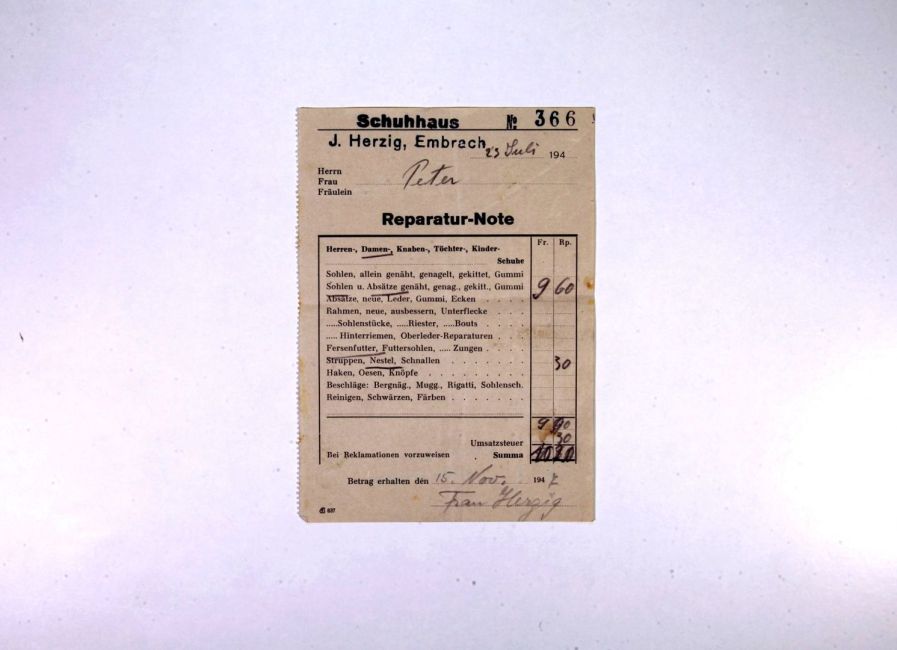 Schuhhaus № 366
J. Herzig, Embrach
23 Juli 194
Herrn
Frau Peter
Fräulein
Reparatur-Note
Fr. Rp.
Herren-, Damen-, Knaben-, Töchter-, Kinder-
Schuhe
Sohlen, allein genäht, genagelt, gekittet, Gummi
Sohlen u. Absätze genäht, genag., gekitt., Gummi 9 60
Absätze, neue, Leder, Gummi, Ecken . . . .
Rahmen, neue, ausbessern, Unterflecke . . .
.....Sohlenstücke, .....Riester, .....Bouts . . . .
..... Hinterriemen, Oberleder-Reparaturen . . .
Fersenfutter, Futtersohlen, ..... Zungen . . . .
Struppen, Nestel, Schnallen . . . . . . . 30
Haken, Oesen, Knöpfe . . . . . . . . .
Beschläge: Bergnäg., Mugg., Rigatti, Sohlensch.
Reinigen, Schwärzen, Färben . . . . . . .
9 90
Umsatzsteuer 30
Bei Reklamationen vorzuweisen . Summa 10 20
Betrag erhalten den 15. Nov. 194
Frau Herzig
637